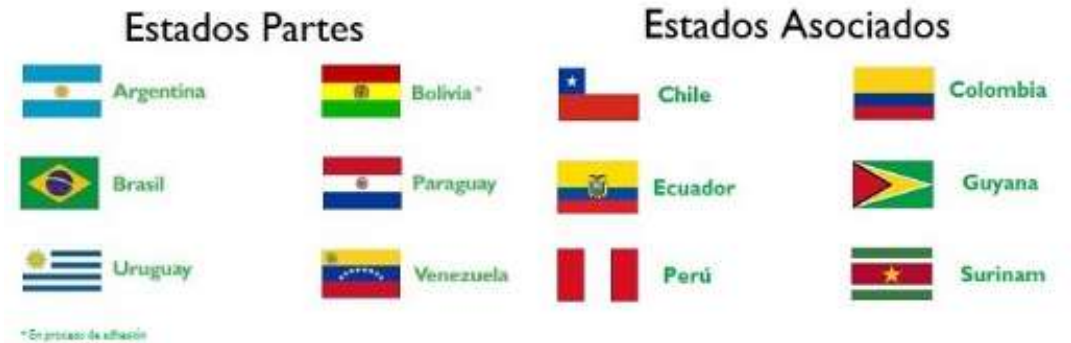 Estados Partes
Estados Asociados
Argentina
Bolivia*
Chile
Colombia
Brasil
Paraguay
Ecuador
Guyana
Uruguay
Venezuela
Perú
Surinam
* En proceso de adhesión